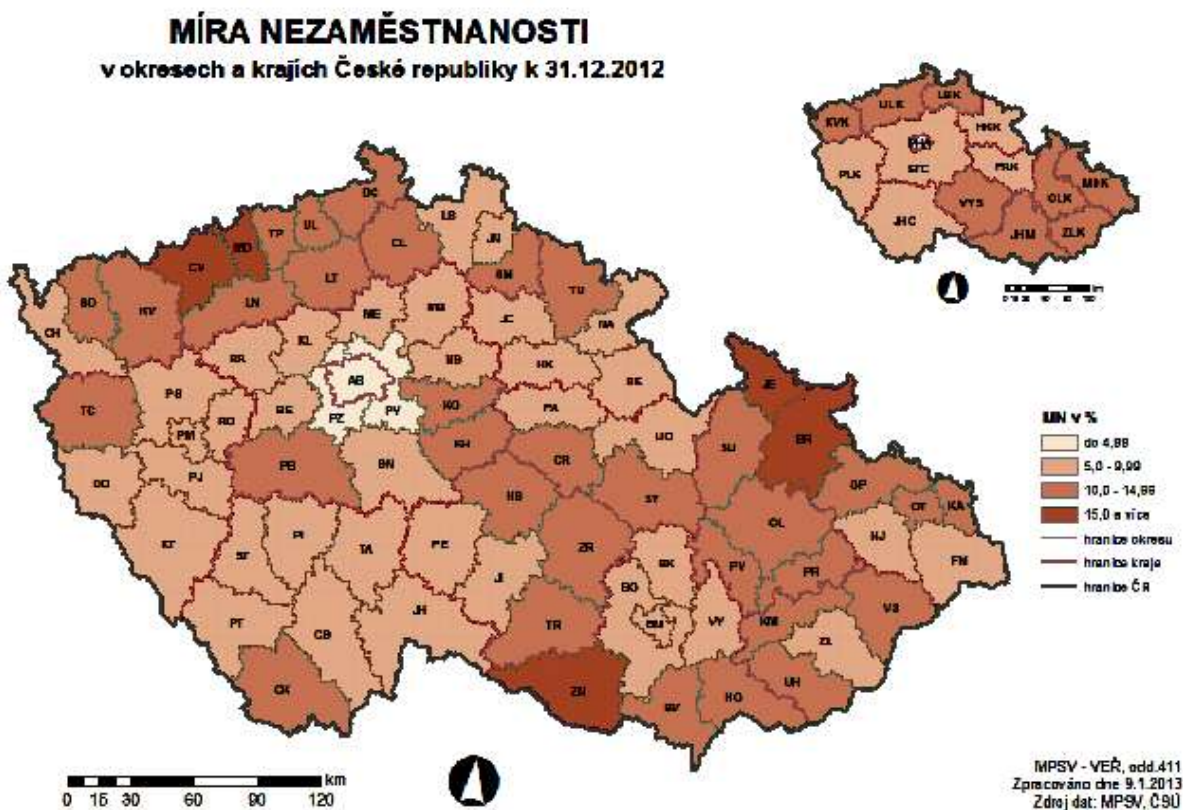 MÍRA NEZAMĚSTNANOSTI
v okresech a krajích České republiky k 31.12.2012
KVK
ULK
LBK
HKK
PLK
STC
PRK
VYS
OLK
MSK
JHC
JHM
ZLK
DC
LB
JN
MO
TP
UL
CV
CL
SM
LT
TU
SO
KV
LN
CH
ME
MB
JC
NA
KL
RA
NB
HK
RK
AB
TC
PS
BE
PZ
PY
KO
PA
JE
RO
PM
UO
BR
SU
PB
KH
CR
BN
PJ
DO
OP
HB
SY
OT
KA
OL
KT
ST
PI
TA
PE
ZR
NJ
FM
BK
PV
PR
JI
BO
VS
PT
CB
JH
TR
BM
VY
KM
ZL
CK
ZN
BV
HO
UH
MN v %
do 4,99
5,0 - 9,99
10,0 - 14,99
15,0 a více
hranice okresu
hranice kraje
hranice ČR
km
0 15 30 60 90 120
MPSV - VEŘ, odd.411
Zpracováno dne 9.1.2013
Zdroj dat: MPSV, ČSÚ